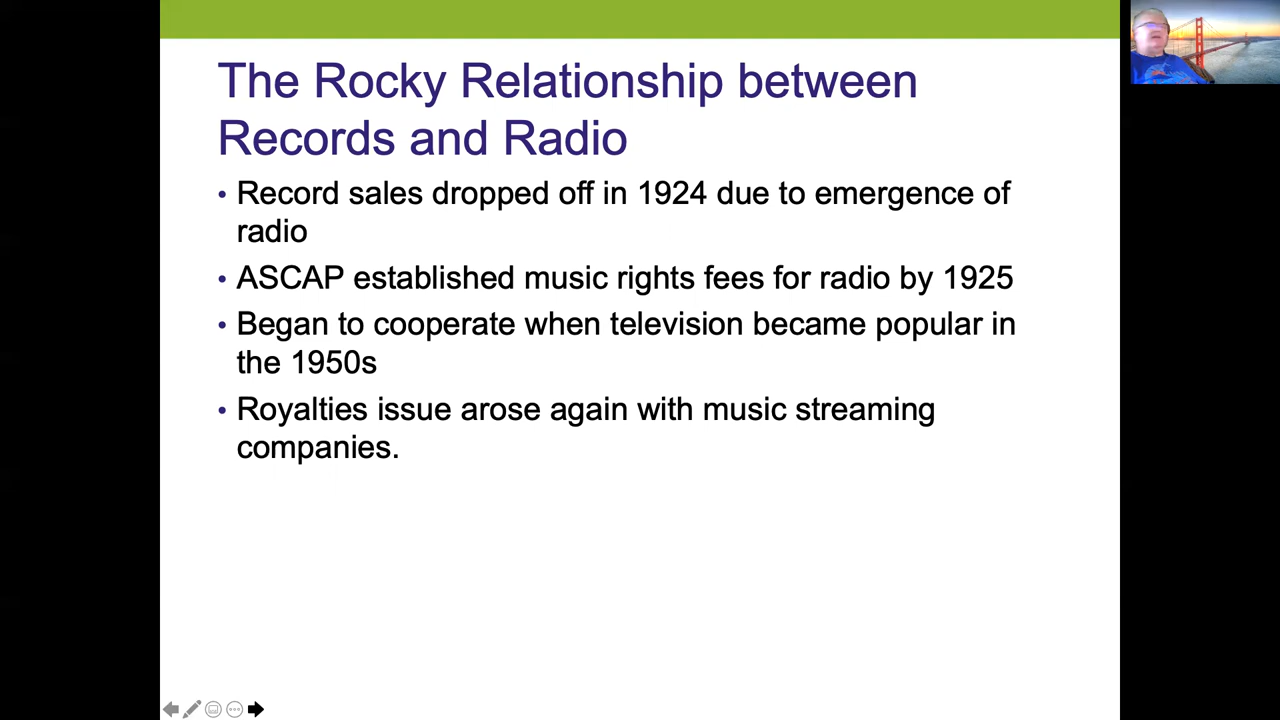 The Rocky Relationship between
Records and Radio
• Record sales dropped off in 1924 due to emergence of
radio
• ASCAP established music rights fees for radio by 1925
• Began to cooperate when television became popular in
the 1950s
• Royalties issue arose again with music streaming
companies.